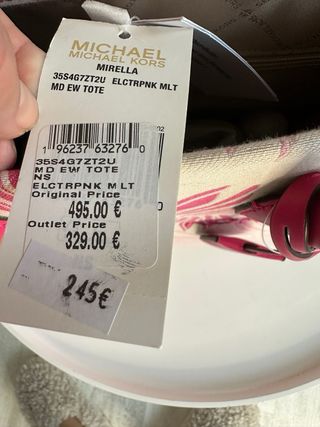 MICHAEL
MICHAEL KORS
MIRELLA
35S4G7ZT2U ELCTRPNK MLT
MD EW TOTE
1 96237 63276 0
35S4G7ZT2U
MD EW TOTE
NS
ELCTRPNK MLT
Original Price
495.00 €
Outlet Price
329.00 €
245€